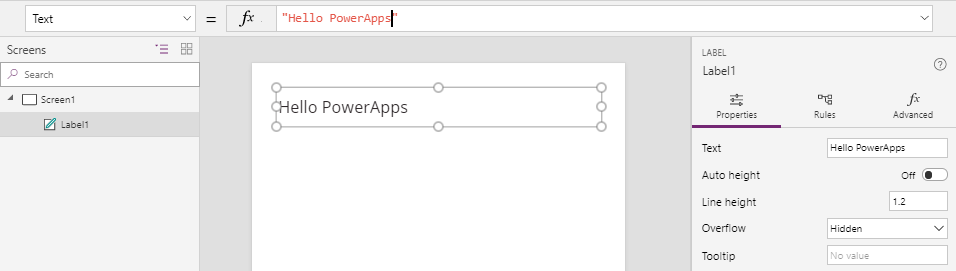 Text = fx "Hello PowerApps"
Screens
Search
Screen1
Label1
Hello PowerApps
LABEL
Label1
?
fx
Properties Rules Advanced
Text Hello PowerApps
Auto height Off
Line height 1.2
Overflow Hidden
Tooltip No value